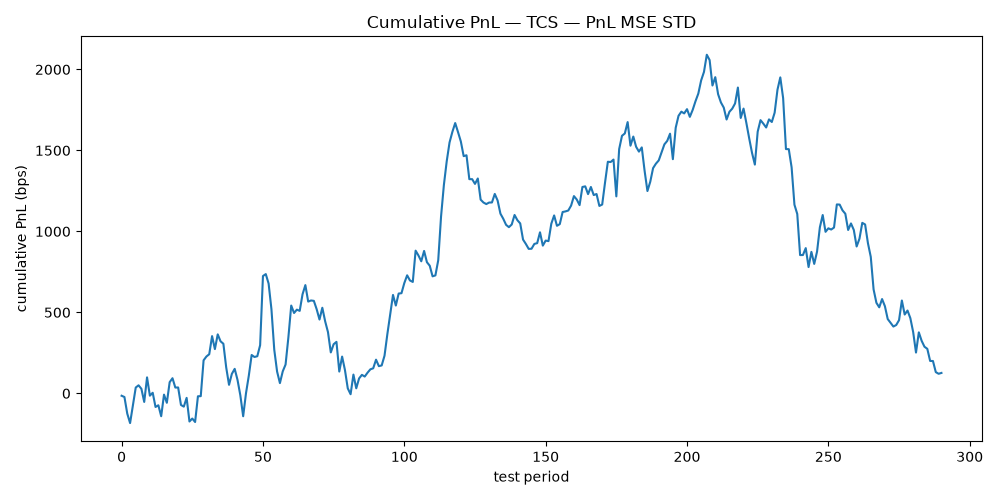 Cumulative PnL — TCS — PnL MSE STD
cumulative PnL (bps)
2000
1500
1000
500
0
0 50 100 150 200 250 300
test period